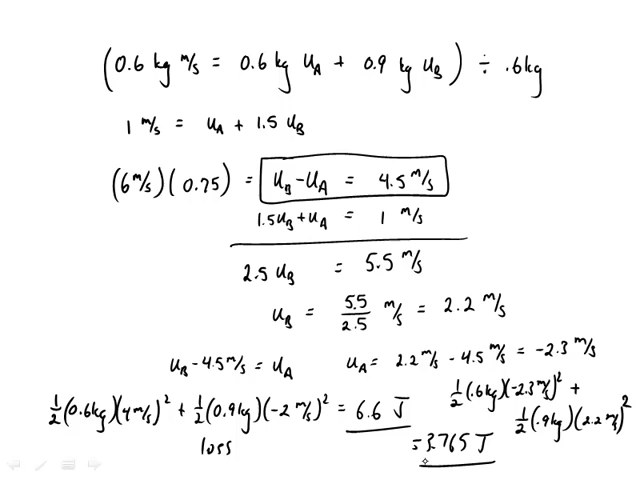 (0.6 kg m/s = 0.6 kg u_A + 0.9 kg u_B) ÷ .6kg
1 m/s = u_A + 1.5 u_B
(6 m/s)(0.75) = u_B - u_A = 4.5 m/s
1.5u_B + u_A = 1 m/s
2.5 u_B = 5.5 m/s
u_B = 5.5/2.5 m/s = 2.2 m/s
u_B - 4.5 m/s = u_A u_A = 2.2 m/s - 4.5 m/s = -2.3 m/s
1/2 (0.6kg)(4 m/s)² + 1/2 (0.9kg)(-2 m/s)² = 6.6 J
1/2 (.6kg)(-2.3 m/s)² +
1/2 (.9kg)(2.2 m/s)²
loss
= 3.765 J